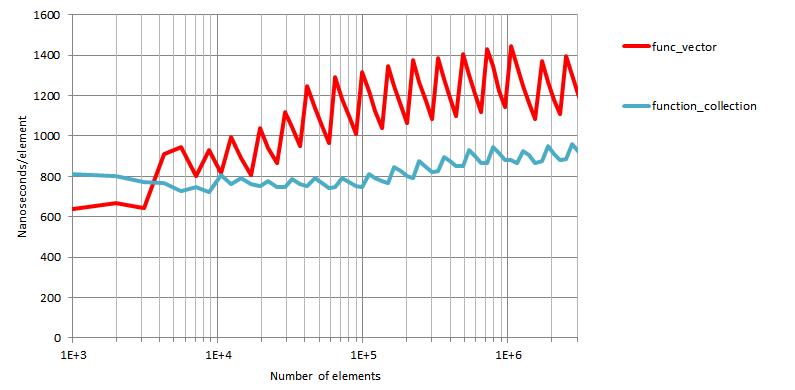 1600
1400
1200
1000
800
600
400
200
0
Nanoseconds/element
1E+3 1E+4 1E+5 1E+6
Number of elements
func_vector
function_collection